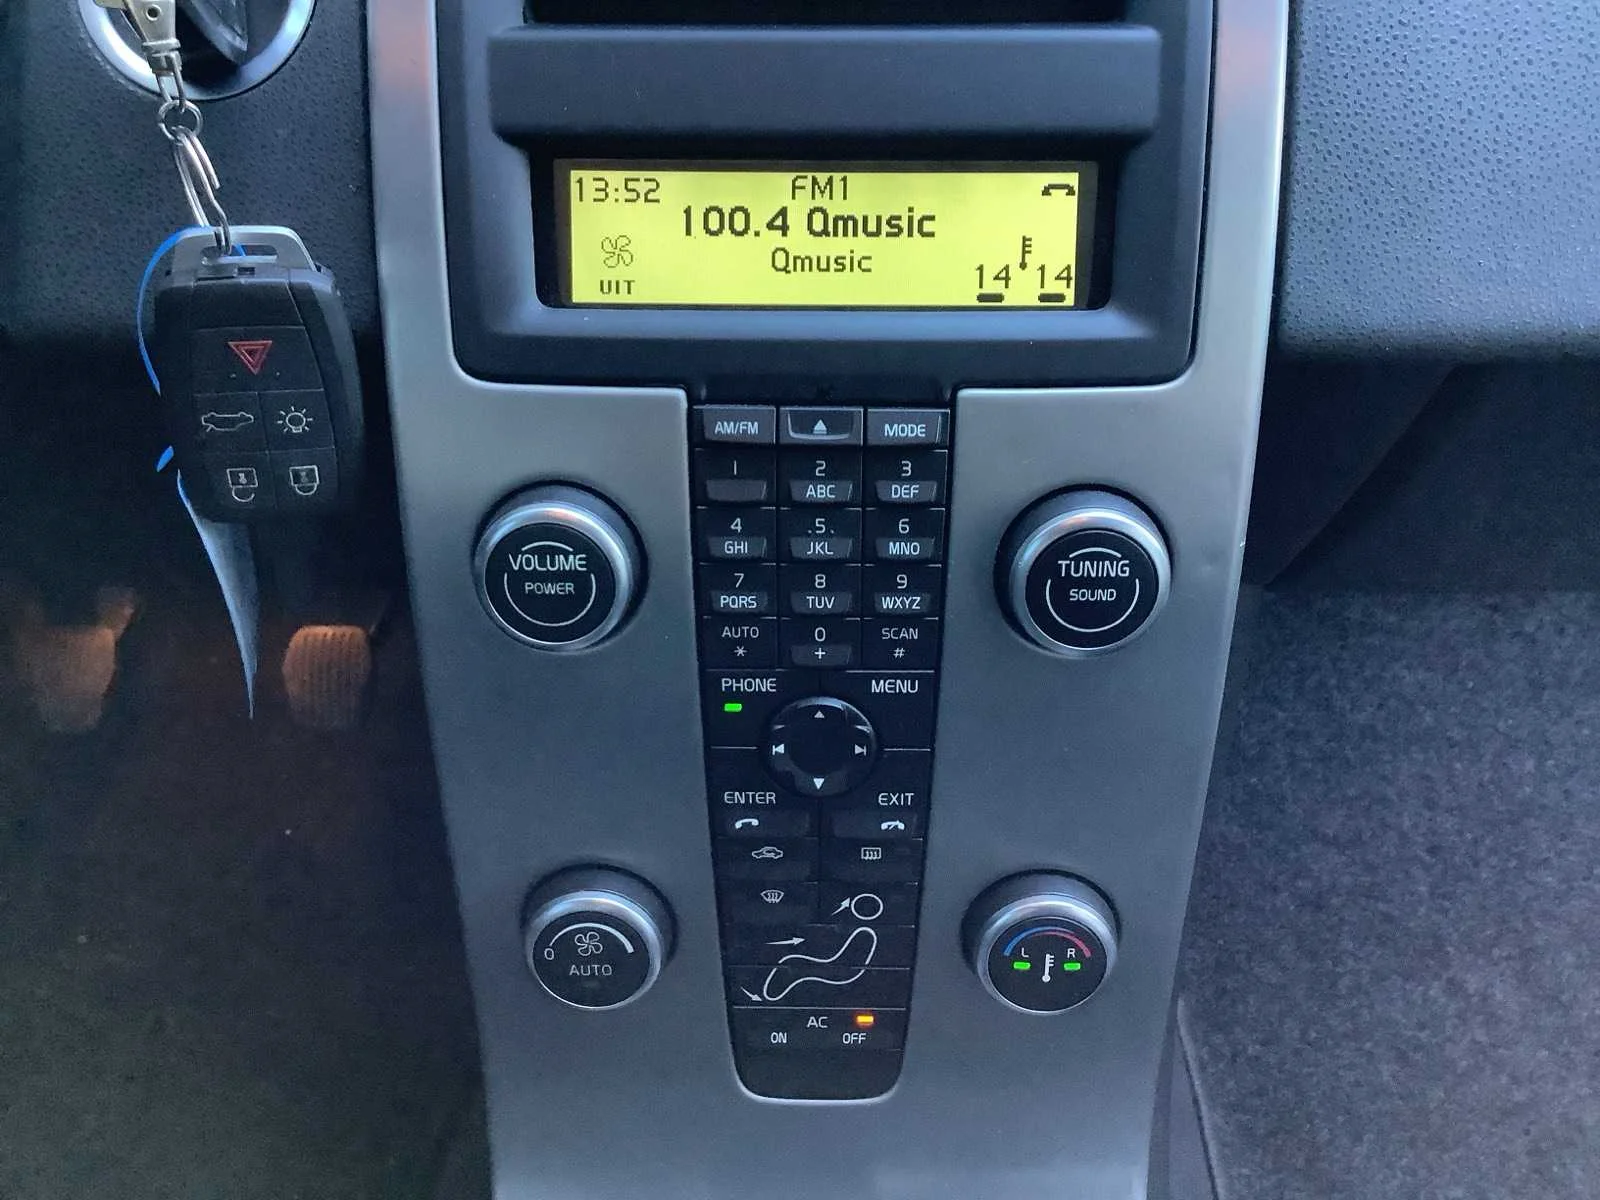 13:52 FM1
100.4 Qmusic
Qmusic
UIT
14 14
AM/FM MODE
1 2 3
ABC DEF
4 5 6
GHI JKL MNO
7 8 9
PQRS TUV WXYZ
AUTO 0 SCAN
* + #
VOLUME
POWER
TUNING
SOUND
PHONE MENU
ENTER EXIT
0
AUTO
L R
AC
ON OFF